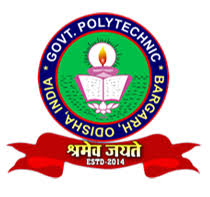 GOVT. POLYTECHNIC
BARGARH, ODISHA, INDIA
श्रमेव जयते
ESTD-2014